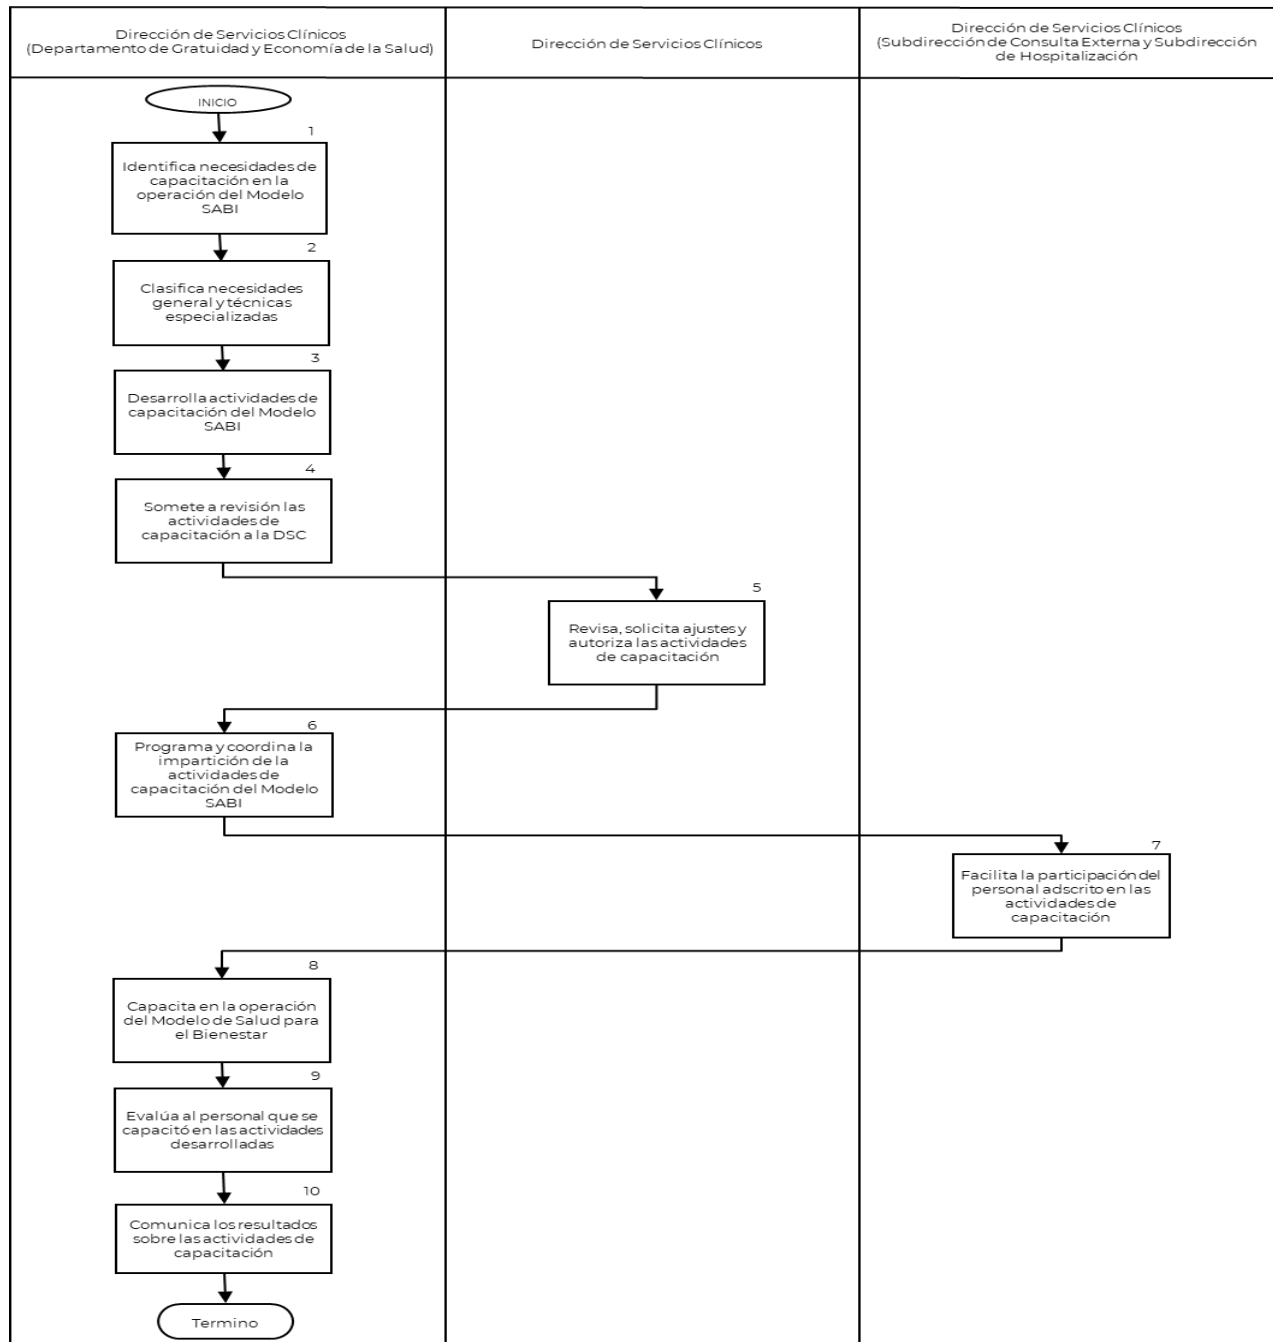 Dirección de Servicios Clínicos
(Departamento de Gratuidad y Economía de la Salud)
Dirección de Servicios Clínicos
Dirección de Servicios Clínicos
(Subdirección de Consulta Externa y Subdirección
de Hospitalización
INICIO
1
Identifica necesidades de
capacitación en la
operación del Modelo
SABI
2
Clasifica necesidades
general y técnicas
especializadas
3
Desarrolla actividades de
capacitación del Modelo
SABI
4
Somete a revisión las
actividades de
capacitación a la DSC
5
Revisa, solicita ajustes y
autoriza las actividades
de capacitación
6
Programa y coordina la
impartición de la
actividades de
capacitación del Modelo
SABI
7
Facilita la participación del
personal adscrito en las
actividades de
capacitación
8
Capacita en la operación
del Modelo de Salud para
el Bienestar
9
Evalúa al personal que se
capacitó en las actividades
desarrolladas
10
Comunica los resultados
sobre las actividades de
capacitación
Termino